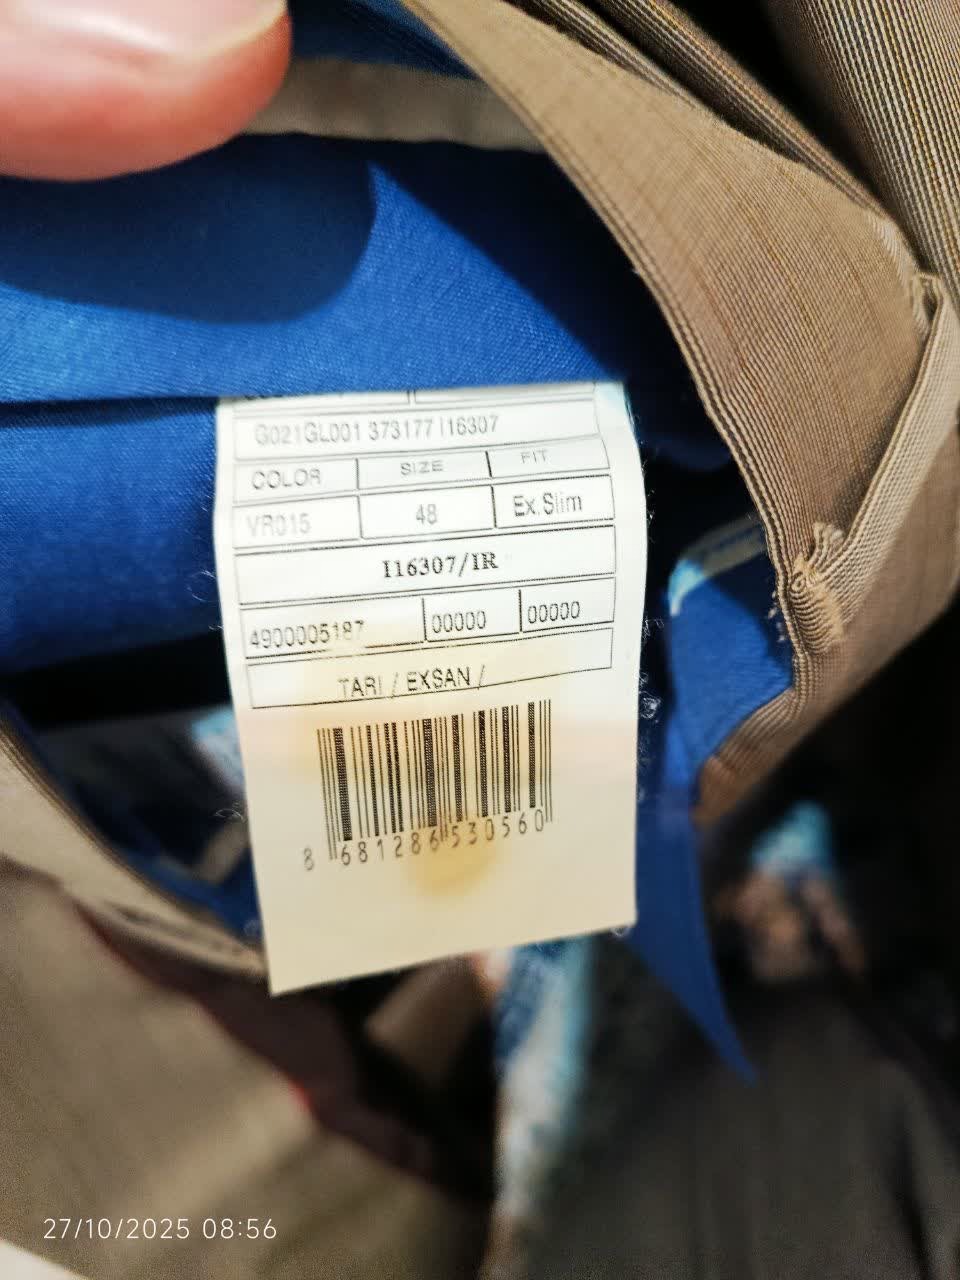 G021GL001 373177 I16307
COLOR SIZE FIT
VR015 48 Ex.Slim
I16307/IR
4900005187 00000 00000
TARI / EXSAN /
8 681286 530560
27/10/2025 08:56